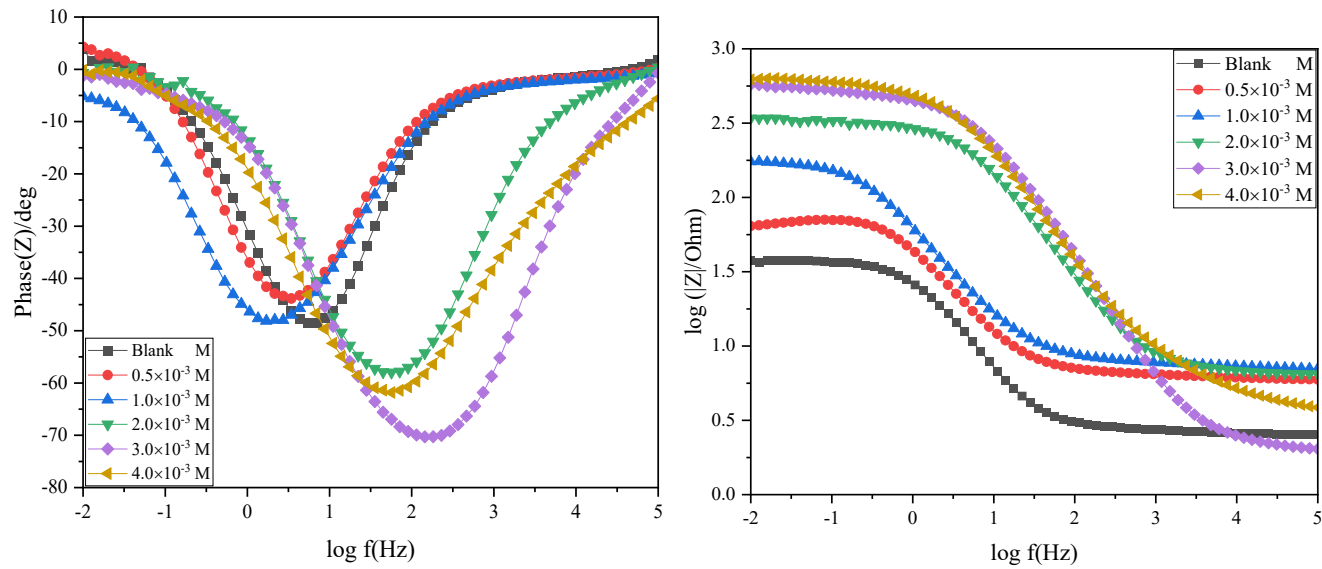 Phase(Z)/deg
10
0
-10
-20
-30
-40
-50
-60
-70
-80
-2
-1
0
1
2
3
4
5
log f(Hz)
Blank M
0.5×10⁻³ M
1.0×10⁻³ M
2.0×10⁻³ M
3.0×10⁻³ M
4.0×10⁻³ M
log (|Z|/Ohm)
3.0
2.5
2.0
1.5
1.0
0.5
0.0
-2
-1
0
1
2
3
4
5
log f(Hz)
Blank M
0.5×10⁻³ M
1.0×10⁻³ M
2.0×10⁻³ M
3.0×10⁻³ M
4.0×10⁻³ M